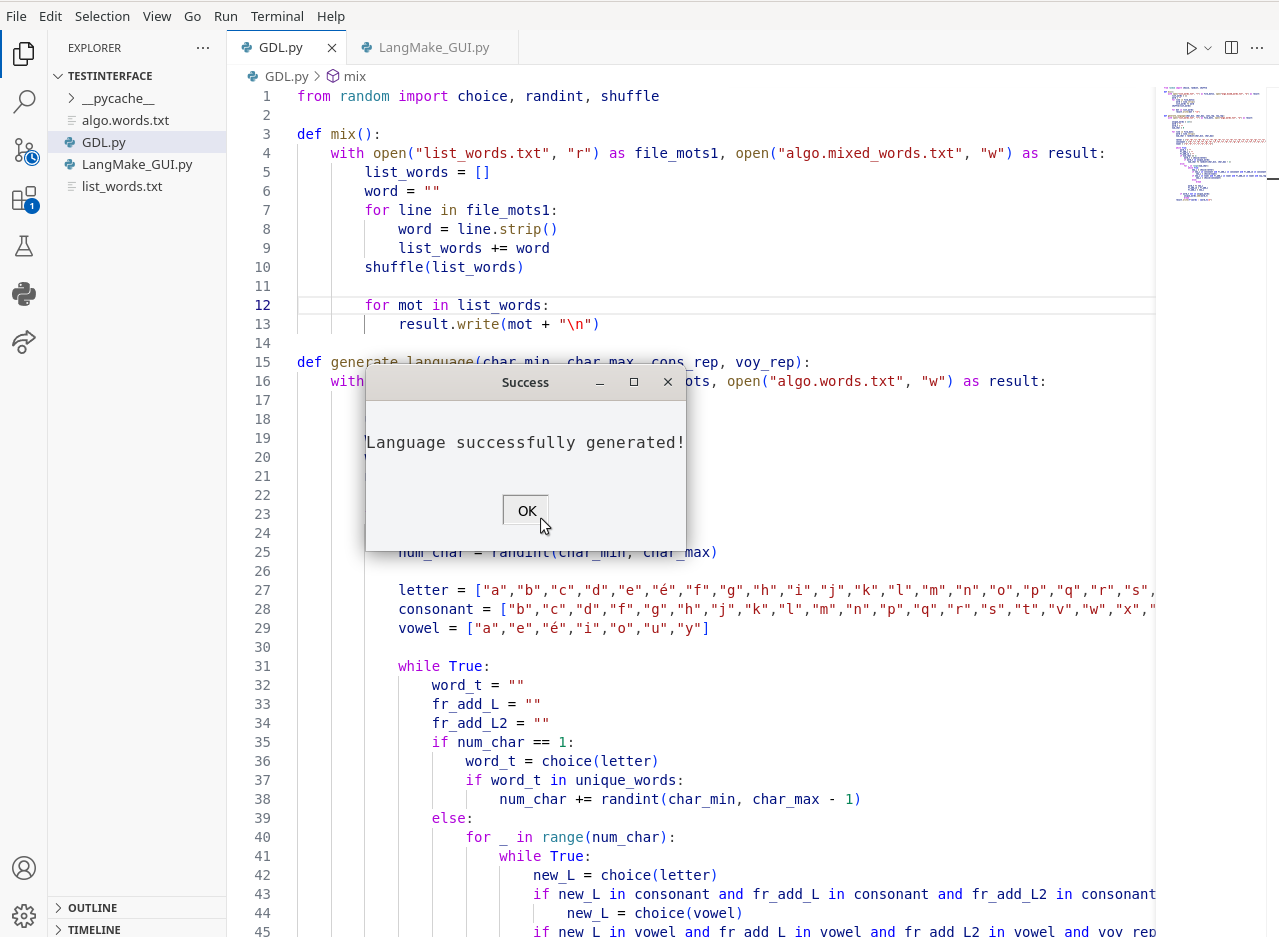 File Edit Selection View Go Run Terminal Help
EXPLORER
TESTINTERFACE
__pycache__
algo.words.txt
GDL.py
LangMake_GUI.py
list_words.txt
OUTLINE
TIMELINE
1
GDL.py
LangMake_GUI.py
GDL.py > mix
1 from random import choice, randint, shuffle
2
3 def mix():
4 with open("list_words.txt", "r") as file_mots1, open("algo.mixed_words.txt", "w") as result:
5 list_words = []
6 word = ""
7 for line in file_mots1:
8 word = line.strip()
9 list_words += word
10 shuffle(list_words)
11
12 for mot in list_words:
13 result.write(mot + "\n")
14
15 def generate_language(char_min, char_max, cons_rep, voy_rep):
16 with ots, open("algo.words.txt", "w") as result:
17
18
19
20
21
22
23
24
25 num_char = randint(char_min, char_max)
26
27 letter = ["a","b","c","d","e","é","f","g","h","i","j","k","l","m","n","o","p","q","r","s",
28 consonant = ["b","c","d","f","g","h","j","k","l","m","n","p","q","r","s","t","v","w","x","
29 vowel = ["a","e","é","i","o","u","y"]
30
31 while True:
32 word_t = ""
33 fr_add_L = ""
34 fr_add_L2 = ""
35 if num_char == 1:
36 word_t = choice(letter)
37 if word_t in unique_words:
38 num_char += randint(char_min, char_max - 1)
39 else:
40 for _ in range(num_char):
41 while True:
42 new_L = choice(letter)
43 if new_L in consonant and fr_add_L in consonant and fr_add_L2 in consonant
44 new_L = choice(vowel)
45 if new_L in vowel and fr_add_L in vowel and fr_add_L2 in vowel and voy_rep
Success
Language successfully generated!
OK